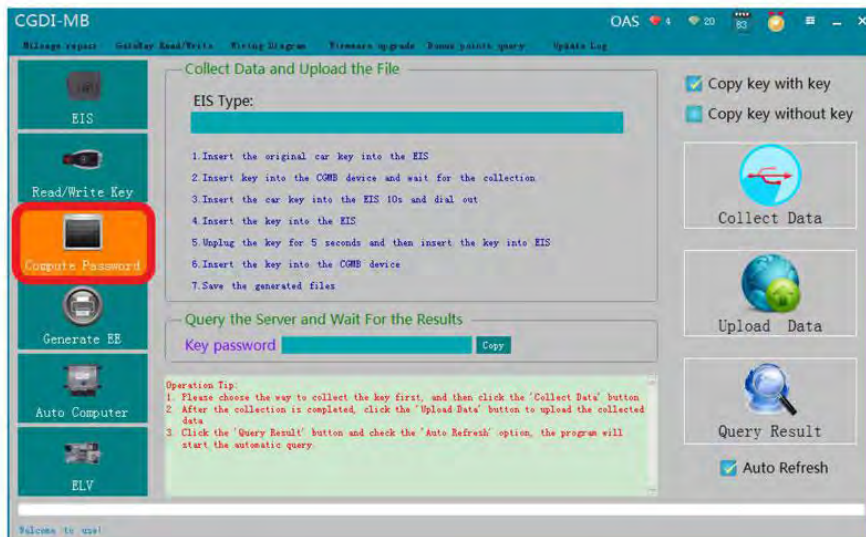 CGDI-MB
OAS 4 20 83
Mileage repair GateWay Read/Write Wiring Diagram Firmware upgrade Bonus points query Update Log
EIS
Read/Write Key
Compute Password
Generate EE
Auto Computer
ELV
Collect Data and Upload the File
EIS Type:
1.Insert the original car key into the EIS
2.Insert key into the CGMB device and wait for the collection
3.Insert the car key into the EIS 10s and dial out
4.Insert the key into the EIS
5.Unplug the key for 5 seconds and then insert the key into EIS
6.Insert the key into the CGMB device
7.Save the generated files
Query the Server and Wait For the Results
Key password Copy
Operation Tip:
1. Please choose the way to collect the key first, and then click the 'Collect Data' button
2. After the collection is completed, click the 'Upload Data' button to upload the collected
data
3. Click the 'Query Result' button and check the 'Auto Refresh' option, the program will
start the automatic query.
Copy key with key
Copy key without key
Collect Data
Upload Data
Query Result
Auto Refresh
Welcome to use!